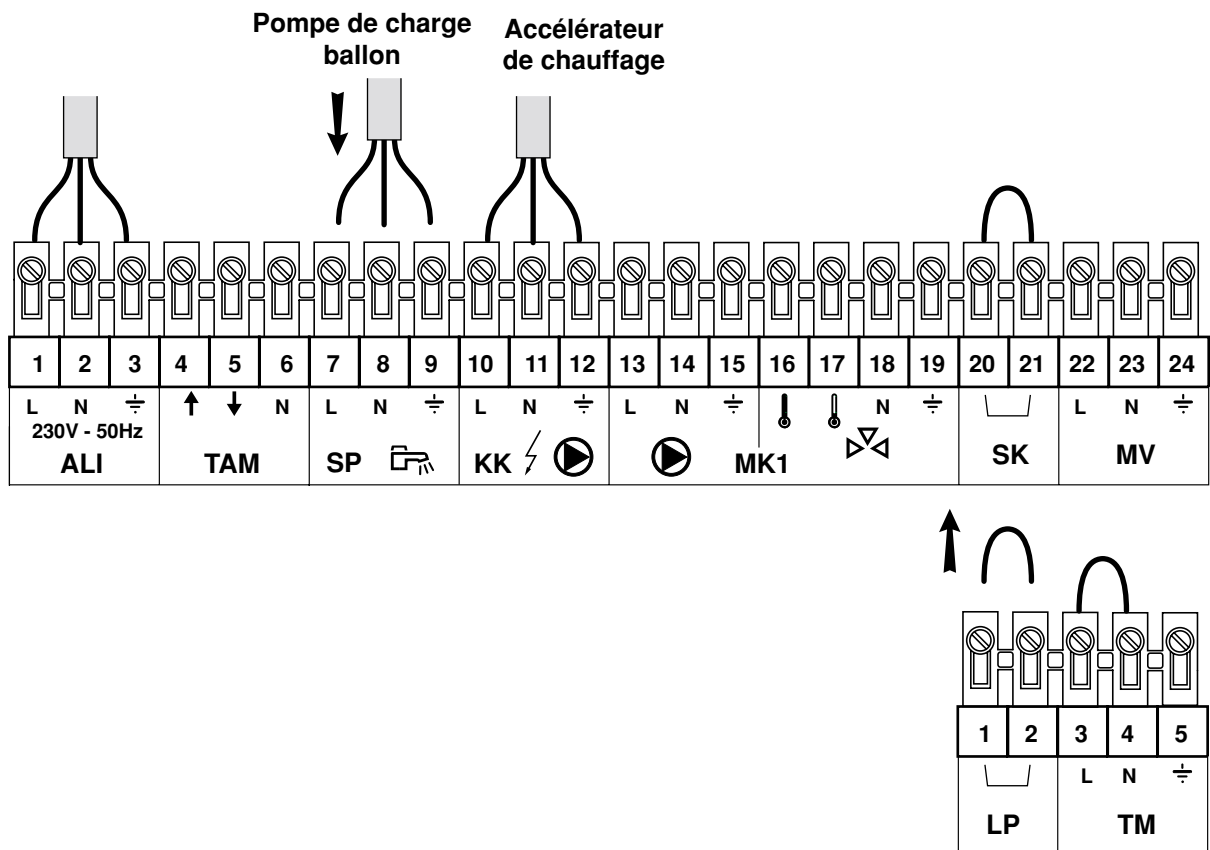 Pompe de charge
ballon
Accélérateur
de chauffage
1 2 3 4 5 6 7 8 9 10 11 12 13 14 15 16 17 18 19 20 21 22 23 24
L N ↑ ↓ N L N L N L N N L N
230V - 50Hz
ALI TAM SP KK MK1 SK MV
1 2 3 4 5
L N
LP TM